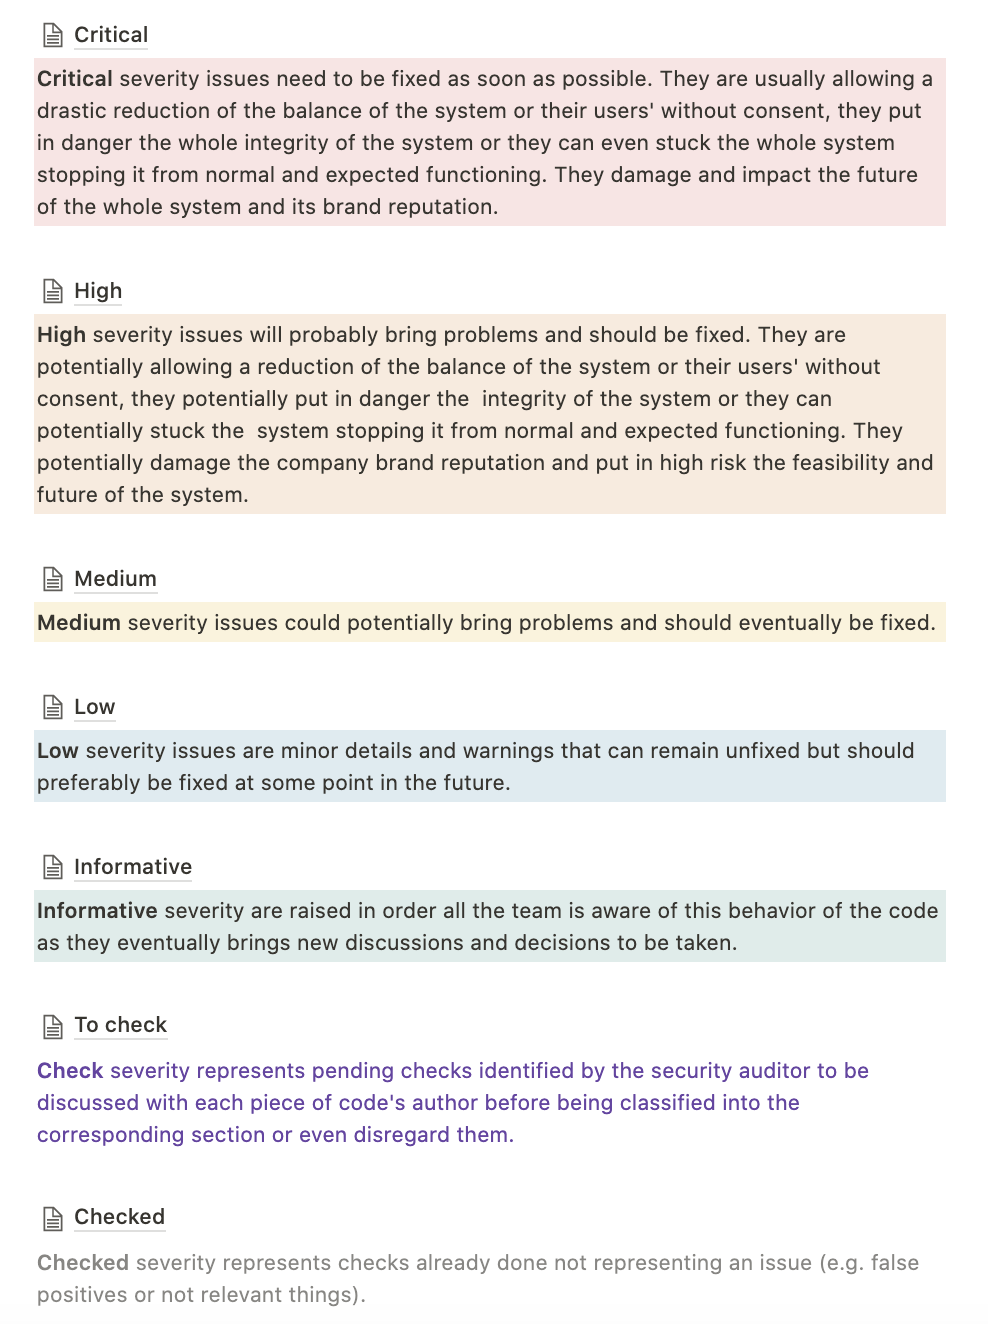 Critical
Critical severity issues need to be fixed as soon as possible. They are usually allowing a
drastic reduction of the balance of the system or their users' without consent, they put
in danger the whole integrity of the system or they can even stuck the whole system
stopping it from normal and expected functioning. They damage and impact the future
of the whole system and its brand reputation.
High
High severity issues will probably bring problems and should be fixed. They are
potentially allowing a reduction of the balance of the system or their users' without
consent, they potentially put in danger the  integrity of the system or they can
potentially stuck the  system stopping it from normal and expected functioning. They
potentially damage the company brand reputation and put in high risk the feasibility and
future of the system.
Medium
Medium severity issues could potentially bring problems and should eventually be fixed.
Low
Low severity issues are minor details and warnings that can remain unfixed but should
preferably be fixed at some point in the future.
Informative
Informative severity are raised in order all the team is aware of this behavior of the code
as they eventually brings new discussions and decisions to be taken.
To check
Check severity represents pending checks identified by the security auditor to be
discussed with each piece of code's author before being classified into the
corresponding section or even disregard them.
Checked
Checked severity represents checks already done not representing an issue (e.g. false
positives or not relevant things).